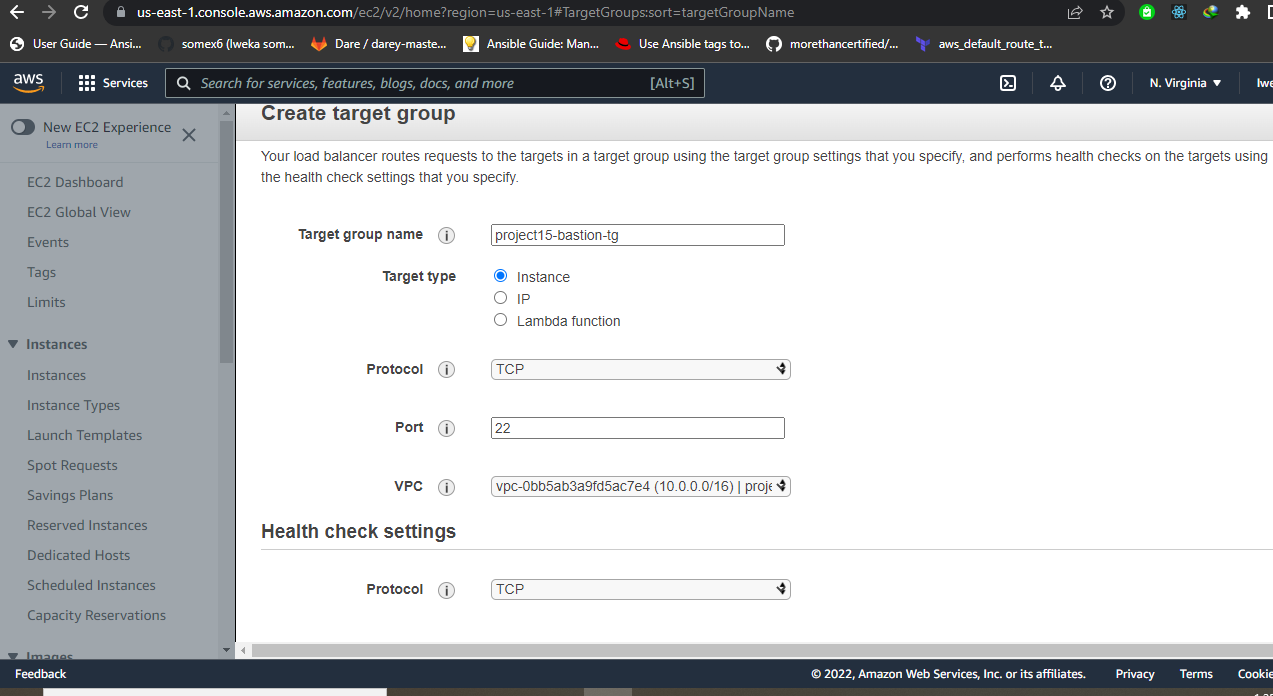 us-east-1.console.aws.amazon.com/ec2/v2/home?region=us-east-1#TargetGroups:sort=targetGroupName
User Guide — Ansi...
somex6 (Iweka som...
Dare / darey-maste...
Ansible Guide: Man...
Use Ansible tags to...
morethancertified/...
aws_default_route_t...
aws
Services
Search for services, features, blogs, docs, and more
[Alt+S]
N. Virginia
Iwe
New EC2 Experience
Learn more
EC2 Dashboard
EC2 Global View
Events
Tags
Limits
Instances
Instances
Instance Types
Launch Templates
Spot Requests
Savings Plans
Reserved Instances
Dedicated Hosts
Scheduled Instances
Capacity Reservations
Images
Create target group
Your load balancer routes requests to the targets in a target group using the target group settings that you specify, and performs health checks on the targets using
the health check settings that you specify.
Target group name
project15-bastion-tg
Target type
Instance
IP
Lambda function
Protocol
TCP
Port
22
VPC
vpc-0bb5ab3a9fd5ac7e4 (10.0.0.0/16) | proje
Health check settings
Protocol
TCP
Feedback
© 2022, Amazon Web Services, Inc. or its affiliates.
Privacy
Terms
Cookie